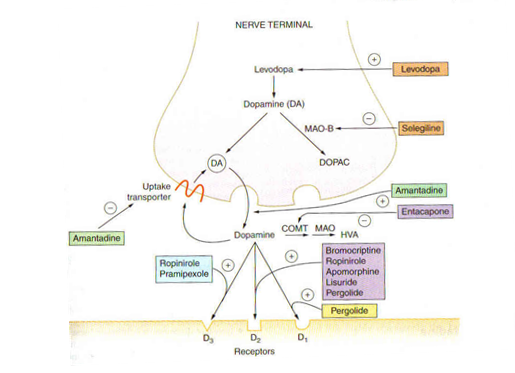 NERVE TERMINAL
Levodopa
+
Levodopa
Dopamine (DA)
MAO-B
−
Selegiline
DA
DOPAC
Uptake
transporter
−
Amantadine
+
Amantadine
Entacapone
−
COMT MAO HVA
Dopamine
Ropinirole
Pramipexole
+
+
Bromocriptine
Ropinirole
Apomorphine
Lisuride
Pergolide
+
Pergolide
D₃ D₂ D₁
Receptors